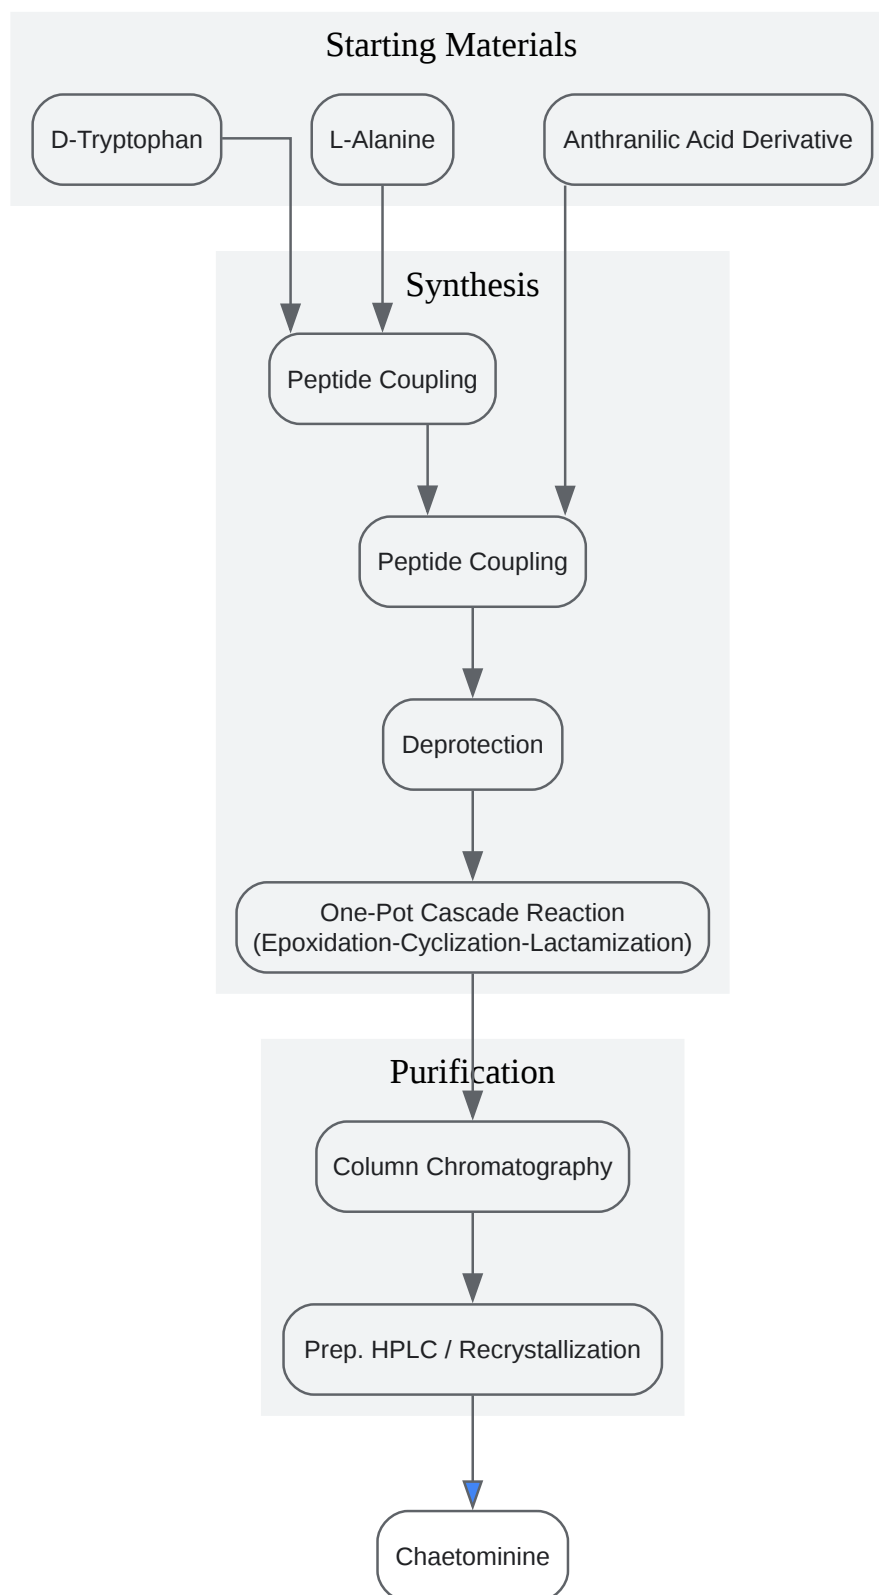 Starting Materials
D-Tryptophan
L-Alanine
Anthranilic Acid Derivative
Synthesis
Peptide Coupling
Peptide Coupling
Deprotection
One-Pot Cascade Reaction
(Epoxidation-Cyclization-Lactamization)
Purification
Column Chromatography
Prep. HPLC / Recrystallization
Chaetominine